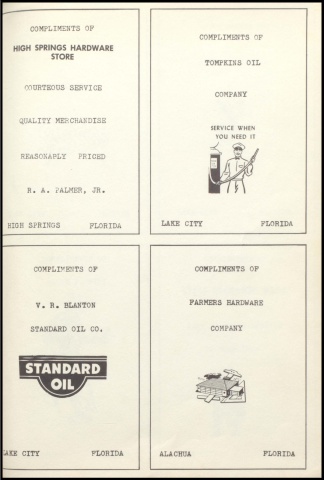 COMPLIMENTS OF
HIGH SPRINGS HARDWARE
STORE
COURTEOUS SERVICE
QUALITY MERCHANDISE
REASONAPLY PRICED
R. A. PALMER, JR.
HIGH SPRINGS FLORIDA
COMPLIMENTS OF
TOMPKINS OIL
COMPANY
SERVICE WHEN
YOU NEED IT
LAKE CITY FLORIDA
COMPLIMENTS OF
V. R. BLANTON
STANDARD OIL CO.
STANDARD
OIL
LAKE CITY FLORIDA
COMPLIMENTS OF
FARMERS HARDWARE
COMPANY
ALACHUA FLORIDA